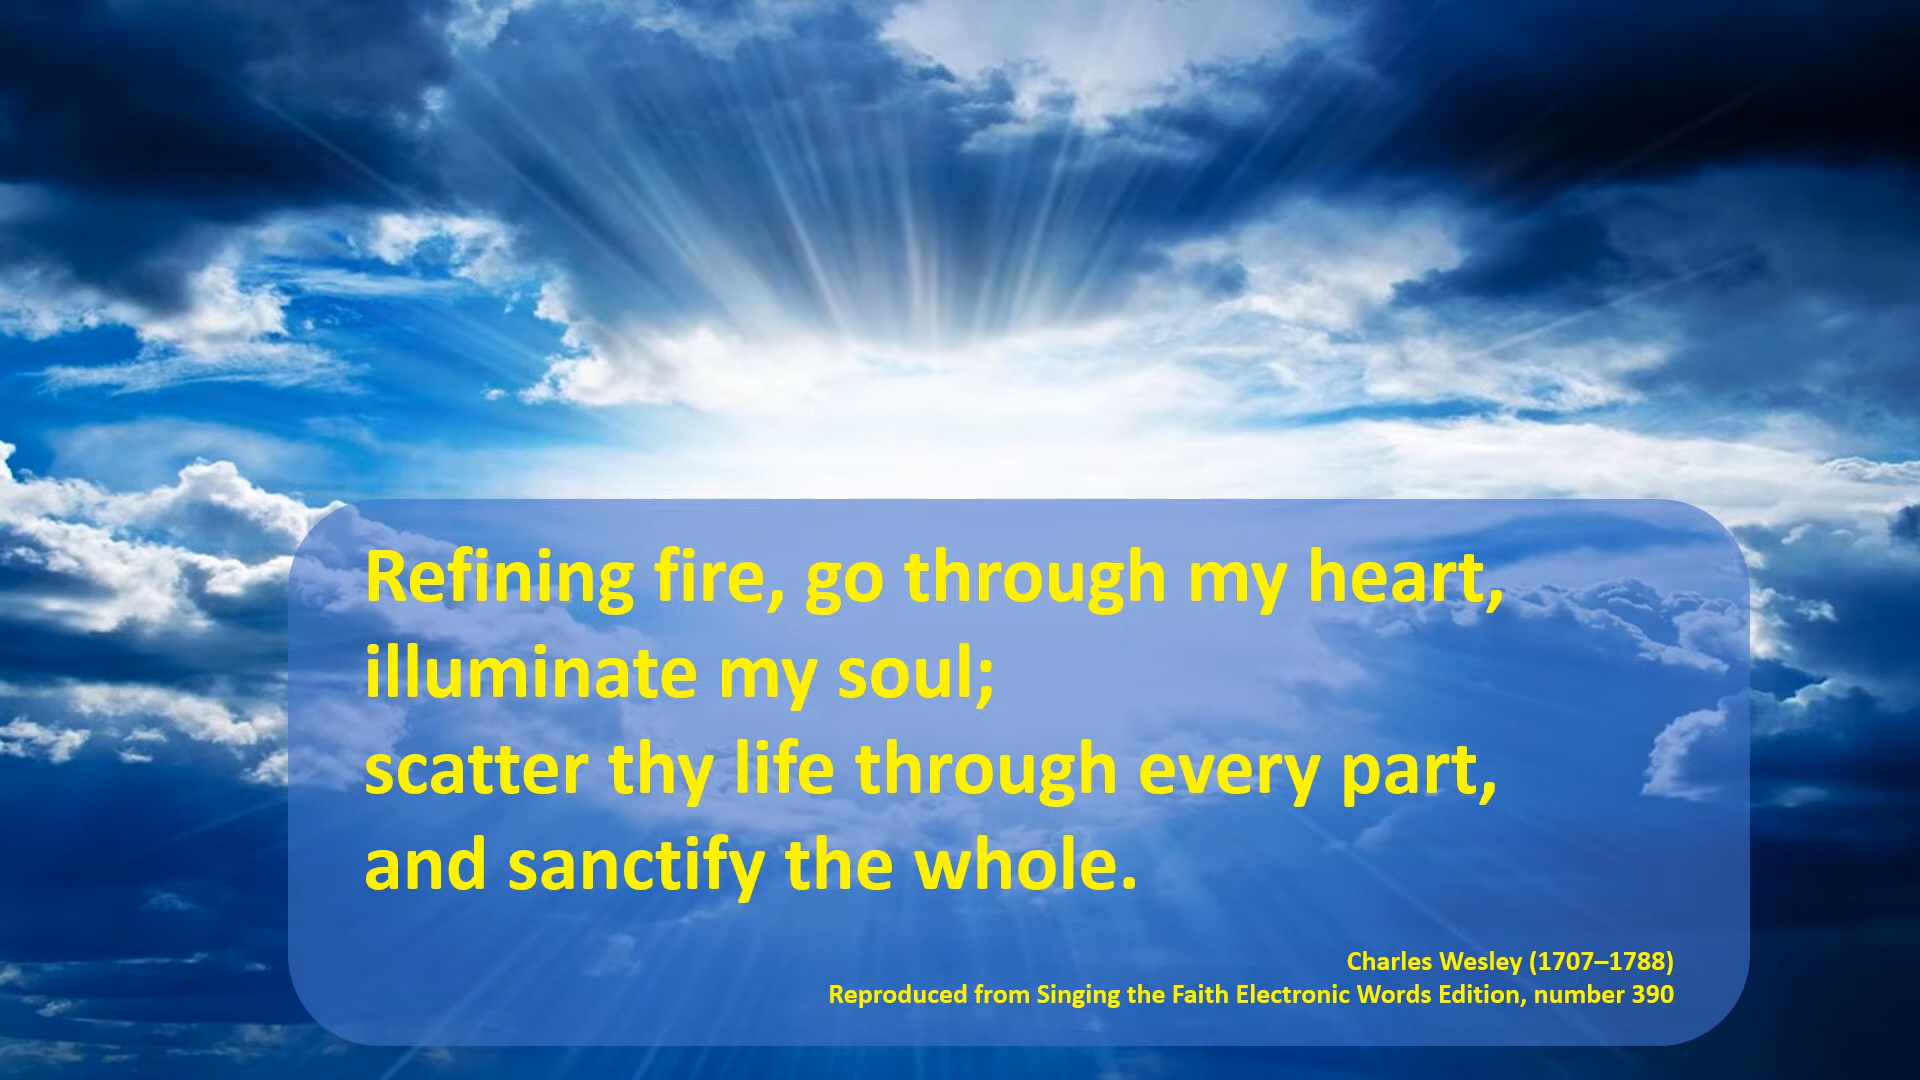 Refining fire, go through my heart,
illuminate my soul;
scatter thy life through every part,
and sanctify the whole.
Charles Wesley (1707–1788)
Reproduced from Singing the Faith Electronic Words Edition, number 390